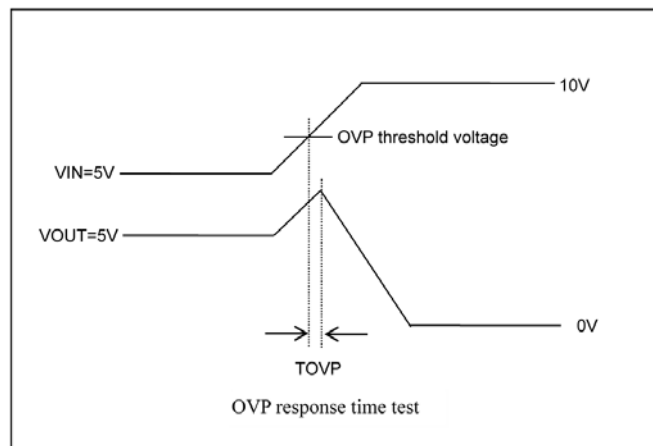 10V
OVP threshold voltage
VIN=5V
VOUT=5V
0V
TOVP
OVP response time test